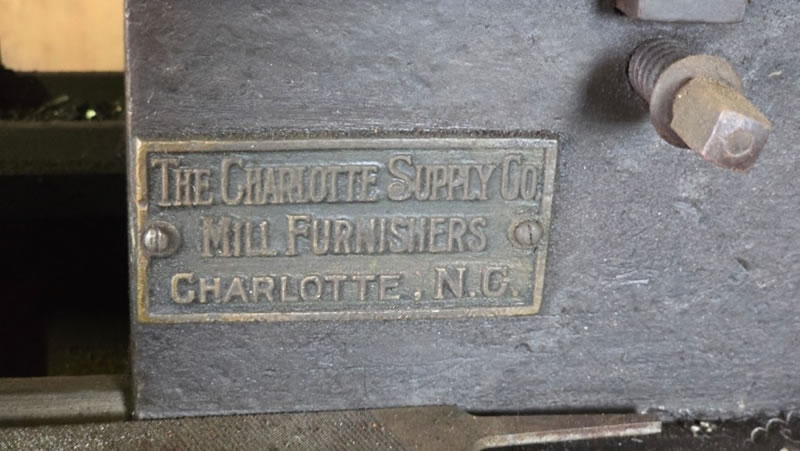 THE CHARLOTTE SUPPLY CO
MILL FURNISHERS
CHARLOTTE, N.C.